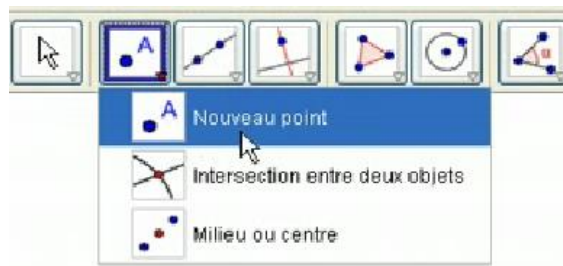 A
α
A Nouveau point
Intersection entre deux objets
Milieu ou centre